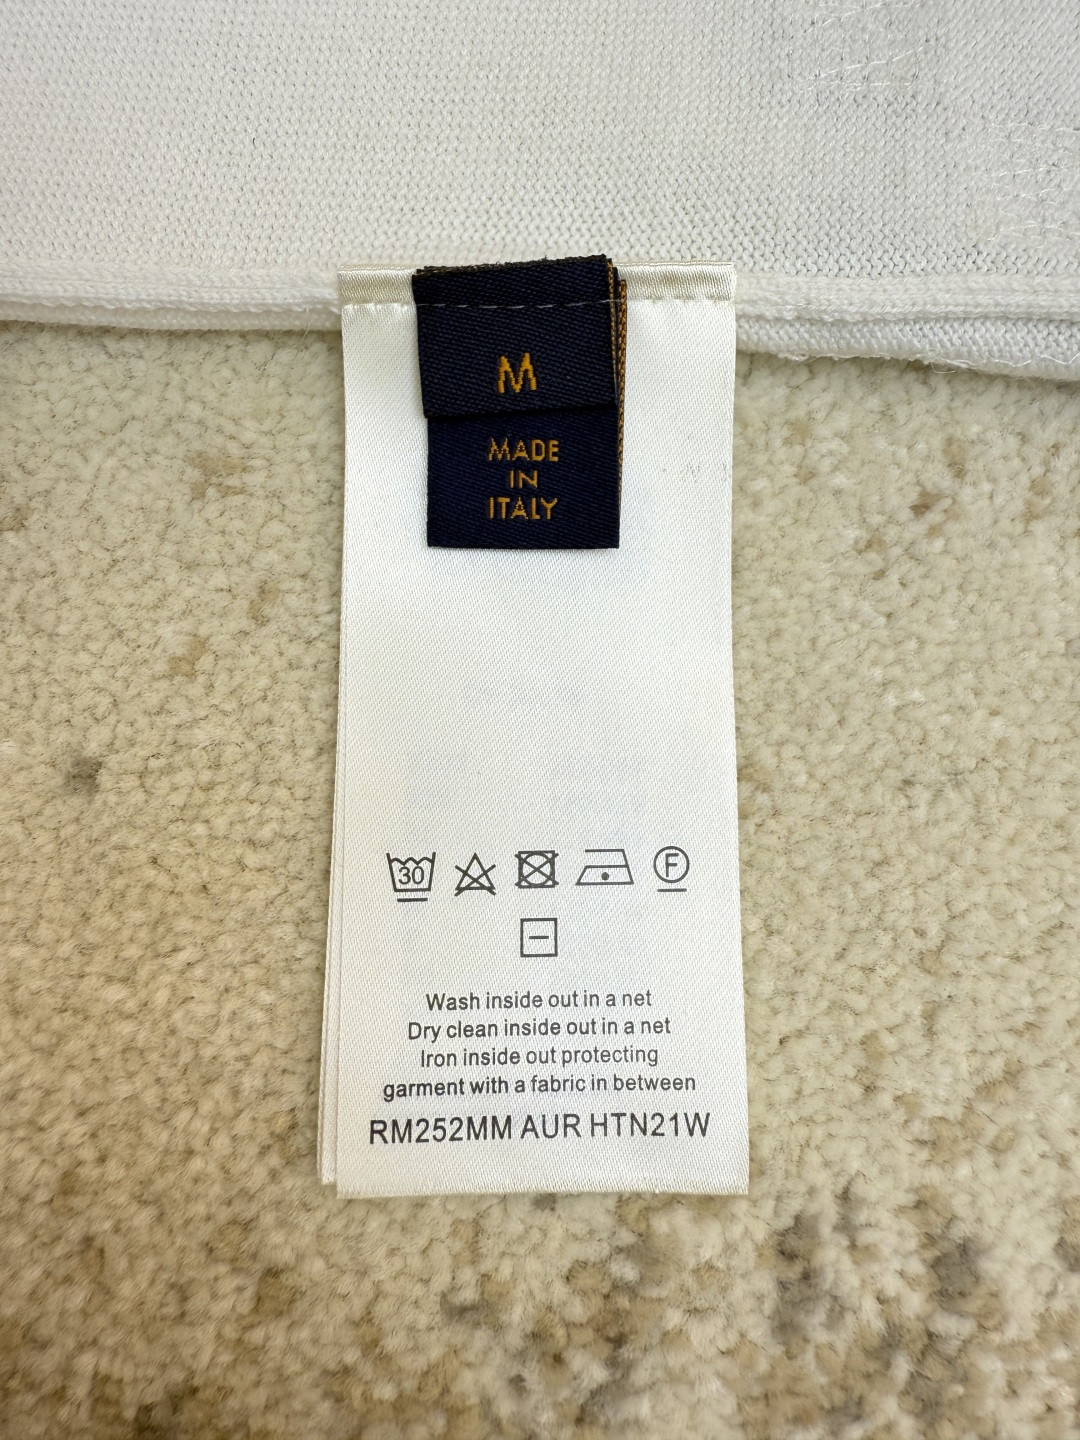 M
MADE
IN
ITALY
30
F
Wash inside out in a net
Dry clean inside out in a net
Iron inside out protecting
garment with a fabric in between
RM252MM AUR HTN21W